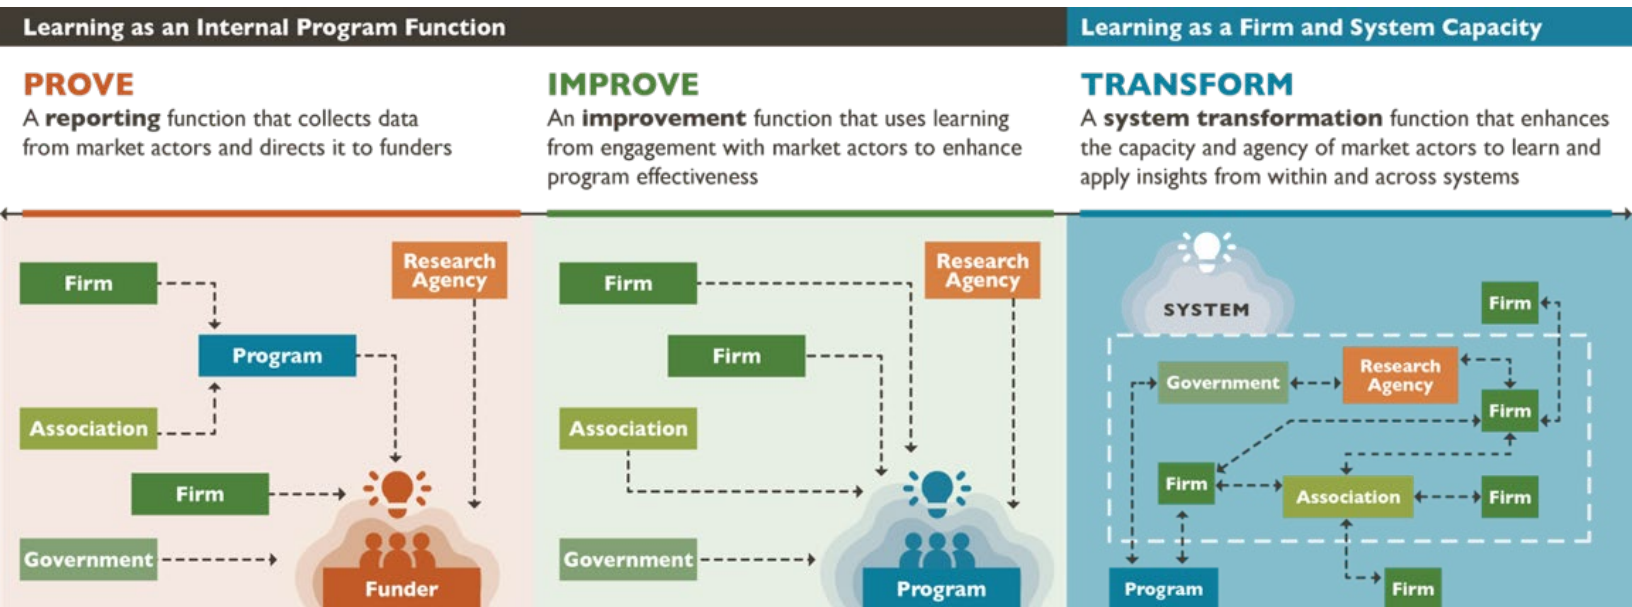 Learning as an Internal Program Function
Learning as a Firm and System Capacity
PROVE
A reporting function that collects data
from market actors and directs it to funders
IMPROVE
An improvement function that uses learning
from engagement with market actors to enhance
program effectiveness
TRANSFORM
A system transformation function that enhances
the capacity and agency of market actors to learn and
apply insights from within and across systems
Firm
Research
Agency
Program
Association
Firm
Government
Funder
Firm
Research
Agency
Firm
Association
Government
Program
SYSTEM
Firm
Government
Research
Agency
Firm
Firm
Association
Firm
Program
Firm